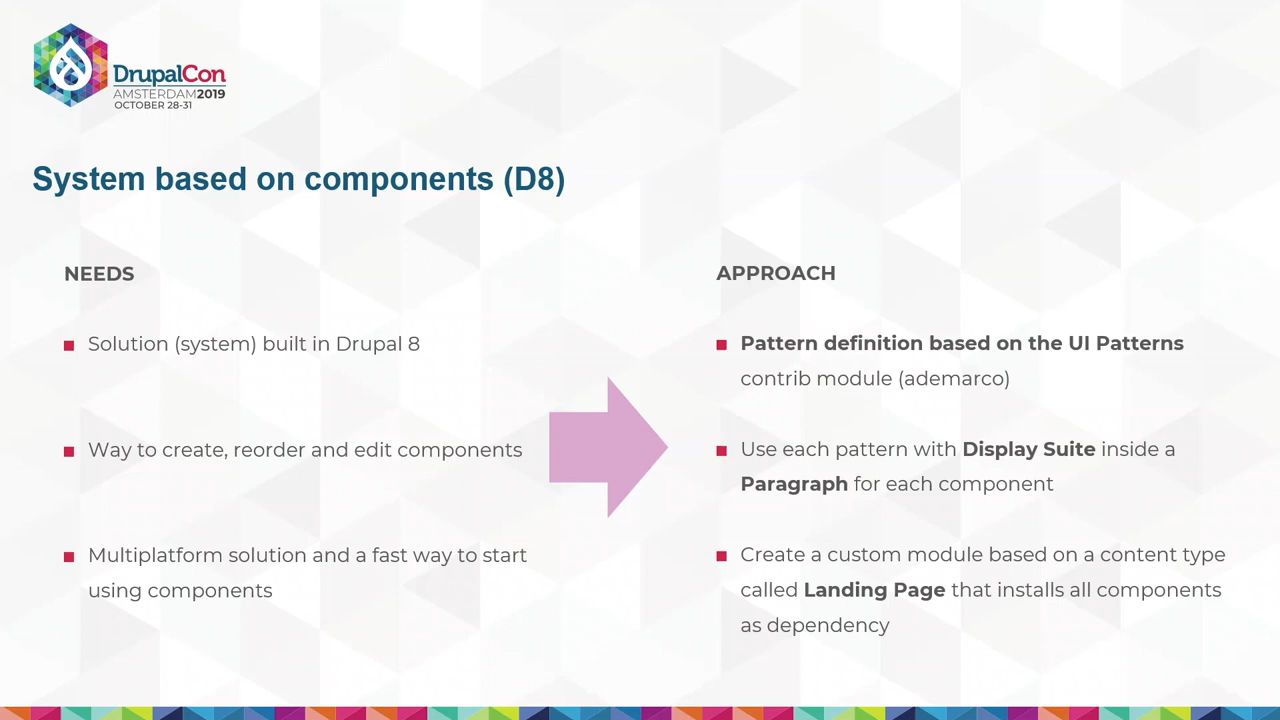 DrupalCon
AMSTERDAM2019
OCTOBER 28-31
System based on components (D8)
NEEDS
Solution (system) built in Drupal 8
Way to create, reorder and edit components
Multiplatform solution and a fast way to start
using components
APPROACH
Pattern definition based on the UI Patterns
contrib module (ademarco)
Use each pattern with Display Suite inside a
Paragraph for each component
Create a custom module based on a content type
called Landing Page that installs all components
as dependency